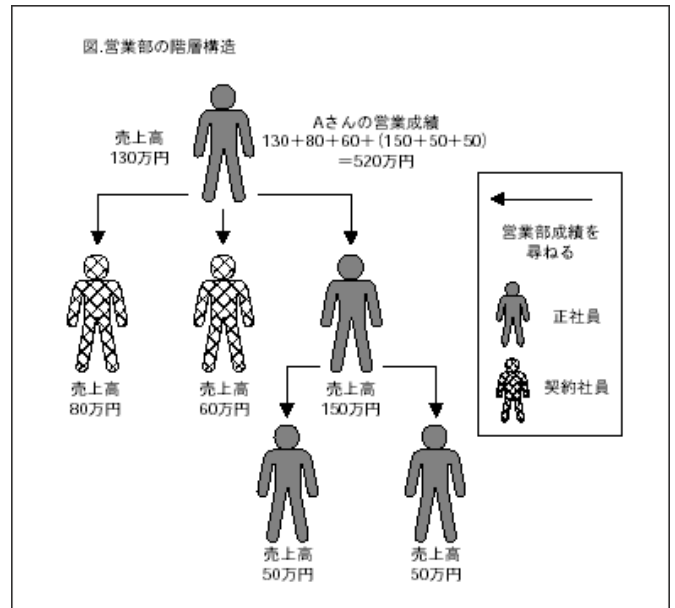 図.営業部の階層構造
Aさんの営業成績
130+80+60+(150+50+50)
=520万円
売上高
130万円
営業部成績を
尋ねる
正社員
契約社員
売上高
80万円
売上高
60万円
売上高
150万円
売上高
50万円
売上高
50万円